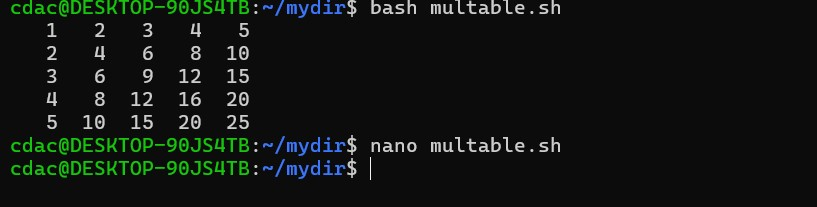 cdac@DESKTOP-90JS4TB:~/mydir$ bash multable.sh
   1   2   3   4   5
   2   4   6   8  10
   3   6   9  12  15
   4   8  12  16  20
   5  10  15  20  25
cdac@DESKTOP-90JS4TB:~/mydir$ nano multable.sh
cdac@DESKTOP-90JS4TB:~/mydir$